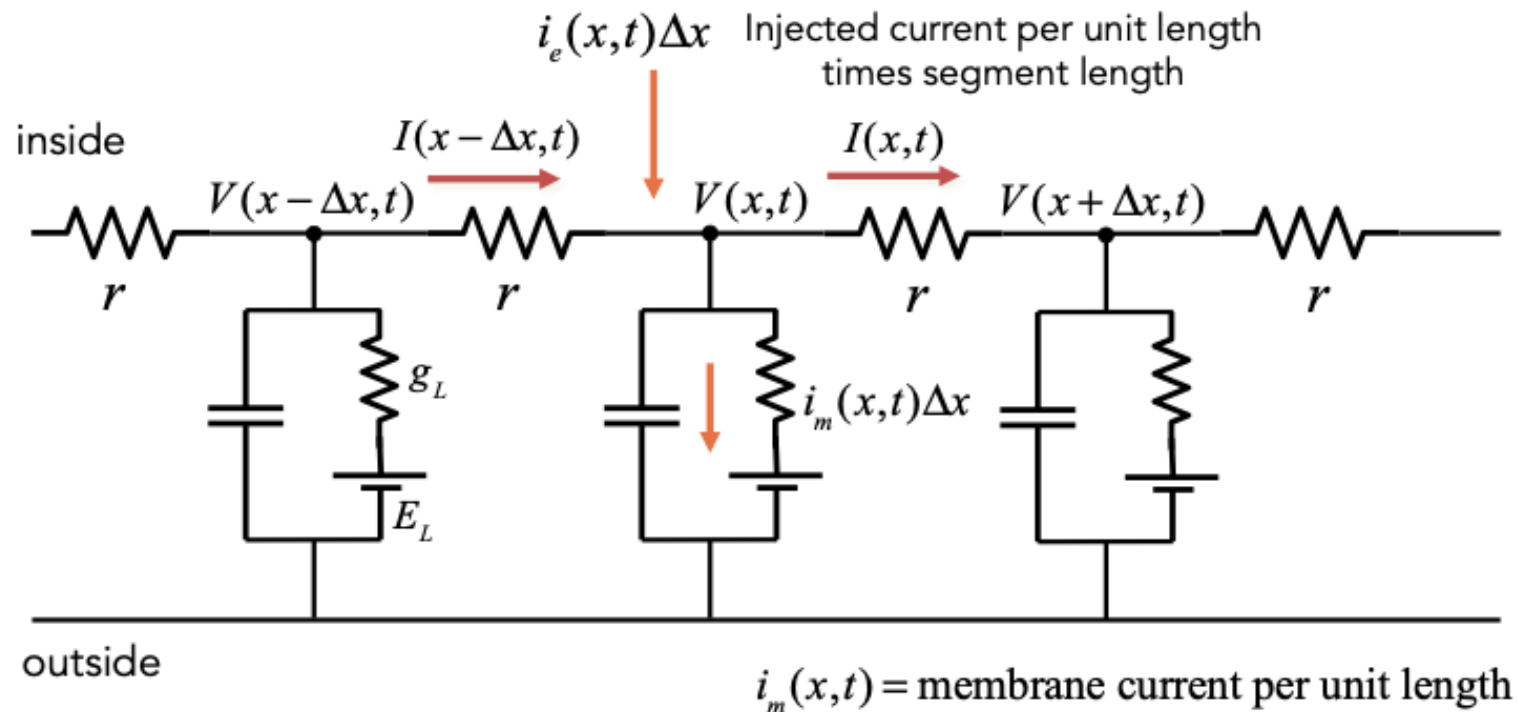 i_e(x,t)Δx Injected current per unit length
times segment length
inside
I(x−Δx,t)
I(x,t)
V(x−Δx,t)
V(x,t)
V(x+Δx,t)
r
r
r
r
g_L
i_m(x,t)Δx
E_L
outside
i_m(x,t) = membrane current per unit length